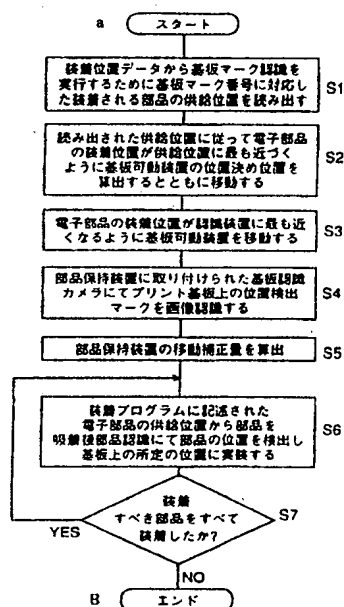 a スタート
装着位置データから基板マーク認識を
実行するために基板マーク番号に対応し
た装着される部品の供給位置を読み出す
S1
読み出された供給位置に従って電子部品
の装着位置が供給位置に最も近づく
ように基板可動装置の位置決め位置を
算出するとともに移動する
S2
電子部品の装着位置が認識装置に最も近
くなるように基板可動装置を移動する
S3
部品保持装置に取り付けられた基板認識
カメラにてプリント基板上の位置検出
マークを画像認識する
S4
部品保持装置の移動補正量を算出
S5
装着プログラムに記述された
電子部品の供給位置から部品を
吸着後部品認識にて部品の位置を検出し
基板上の所定の位置に実装する
S6
装着
すべき部品をすべて
装着したか?
S7
YES
NO
B エンド